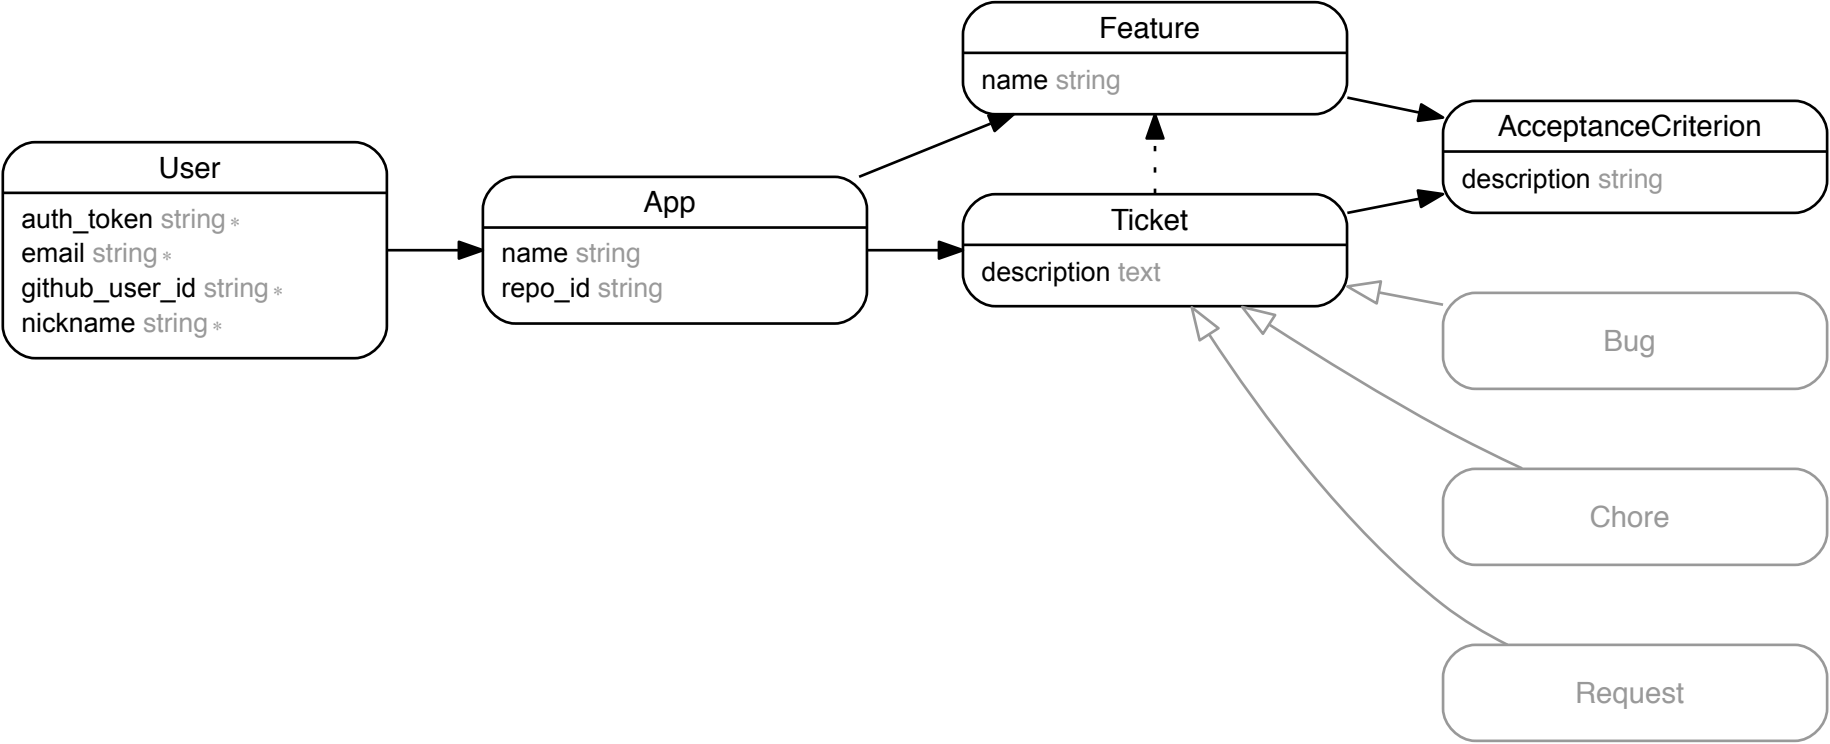 User
auth_token string ∗
email string ∗
github_user_id string ∗
nickname string ∗
App
name string
repo_id string
Feature
name string
Ticket
description text
AcceptanceCriterion
description string
Bug
Chore
Request